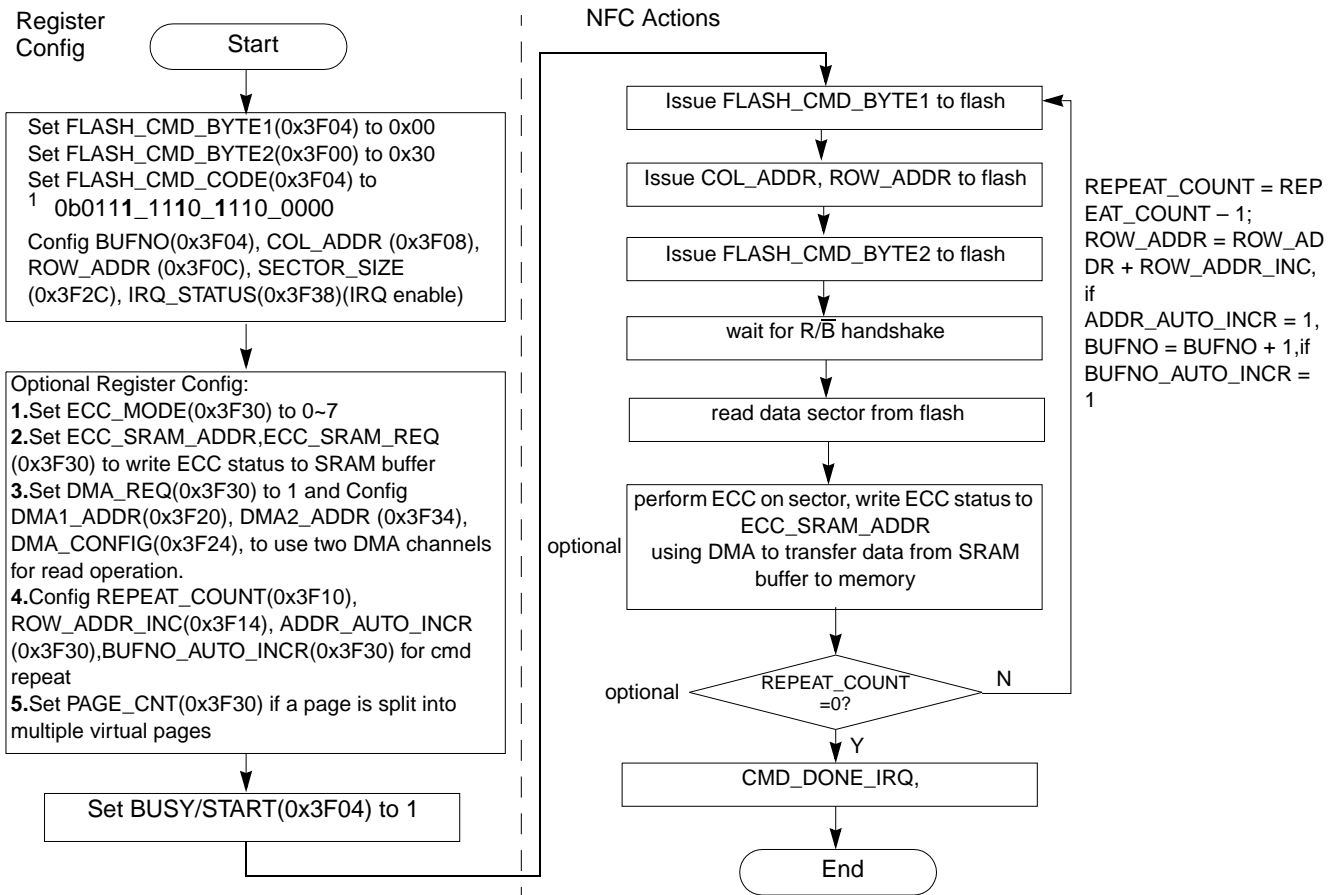 Register
Config
Start
Set FLASH_CMD_BYTE1(0x3F04) to 0x00
Set FLASH_CMD_BYTE2(0x3F00) to 0x30
Set FLASH_CMD_CODE(0x3F04) to
1 0b0111_1110_1110_0000
Config BUFNO(0x3F04), COL_ADDR (0x3F08),
ROW_ADDR (0x3F0C), SECTOR_SIZE
(0x3F2C), IRQ_STATUS(0x3F38)(IRQ enable)
Optional Register Config:
1.Set ECC_MODE(0x3F30) to 0~7
2.Set ECC_SRAM_ADDR,ECC_SRAM_REQ
(0x3F30) to write ECC status to SRAM buffer
3.Set DMA_REQ(0x3F30) to 1 and Config
DMA1_ADDR(0x3F20), DMA2_ADDR (0x3F34),
DMA_CONFIG(0x3F24), to use two DMA channels
for read operation.
4.Config REPEAT_COUNT(0x3F10),
ROW_ADDR_INC(0x3F14), ADDR_AUTO_INCR
(0x3F30),BUFNO_AUTO_INCR(0x3F30) for cmd
repeat
5.Set PAGE_CNT(0x3F30) if a page is split into
multiple virtual pages
Set BUSY/START(0x3F04) to 1
NFC Actions
Issue FLASH_CMD_BYTE1 to flash
Issue COL_ADDR, ROW_ADDR to flash
Issue FLASH_CMD_BYTE2 to flash
wait for R/B̅ handshake
read data sector from flash
optional
perform ECC on sector, write ECC status to
ECC_SRAM_ADDR
using DMA to transfer data from SRAM
buffer to memory
optional
REPEAT_COUNT
=0?
N
Y
CMD_DONE_IRQ,
End
REPEAT_COUNT = REP
EAT_COUNT – 1;
ROW_ADDR = ROW_AD
DR + ROW_ADDR_INC,
if
ADDR_AUTO_INCR = 1,
BUFNO = BUFNO + 1,if
BUFNO_AUTO_INCR =
1